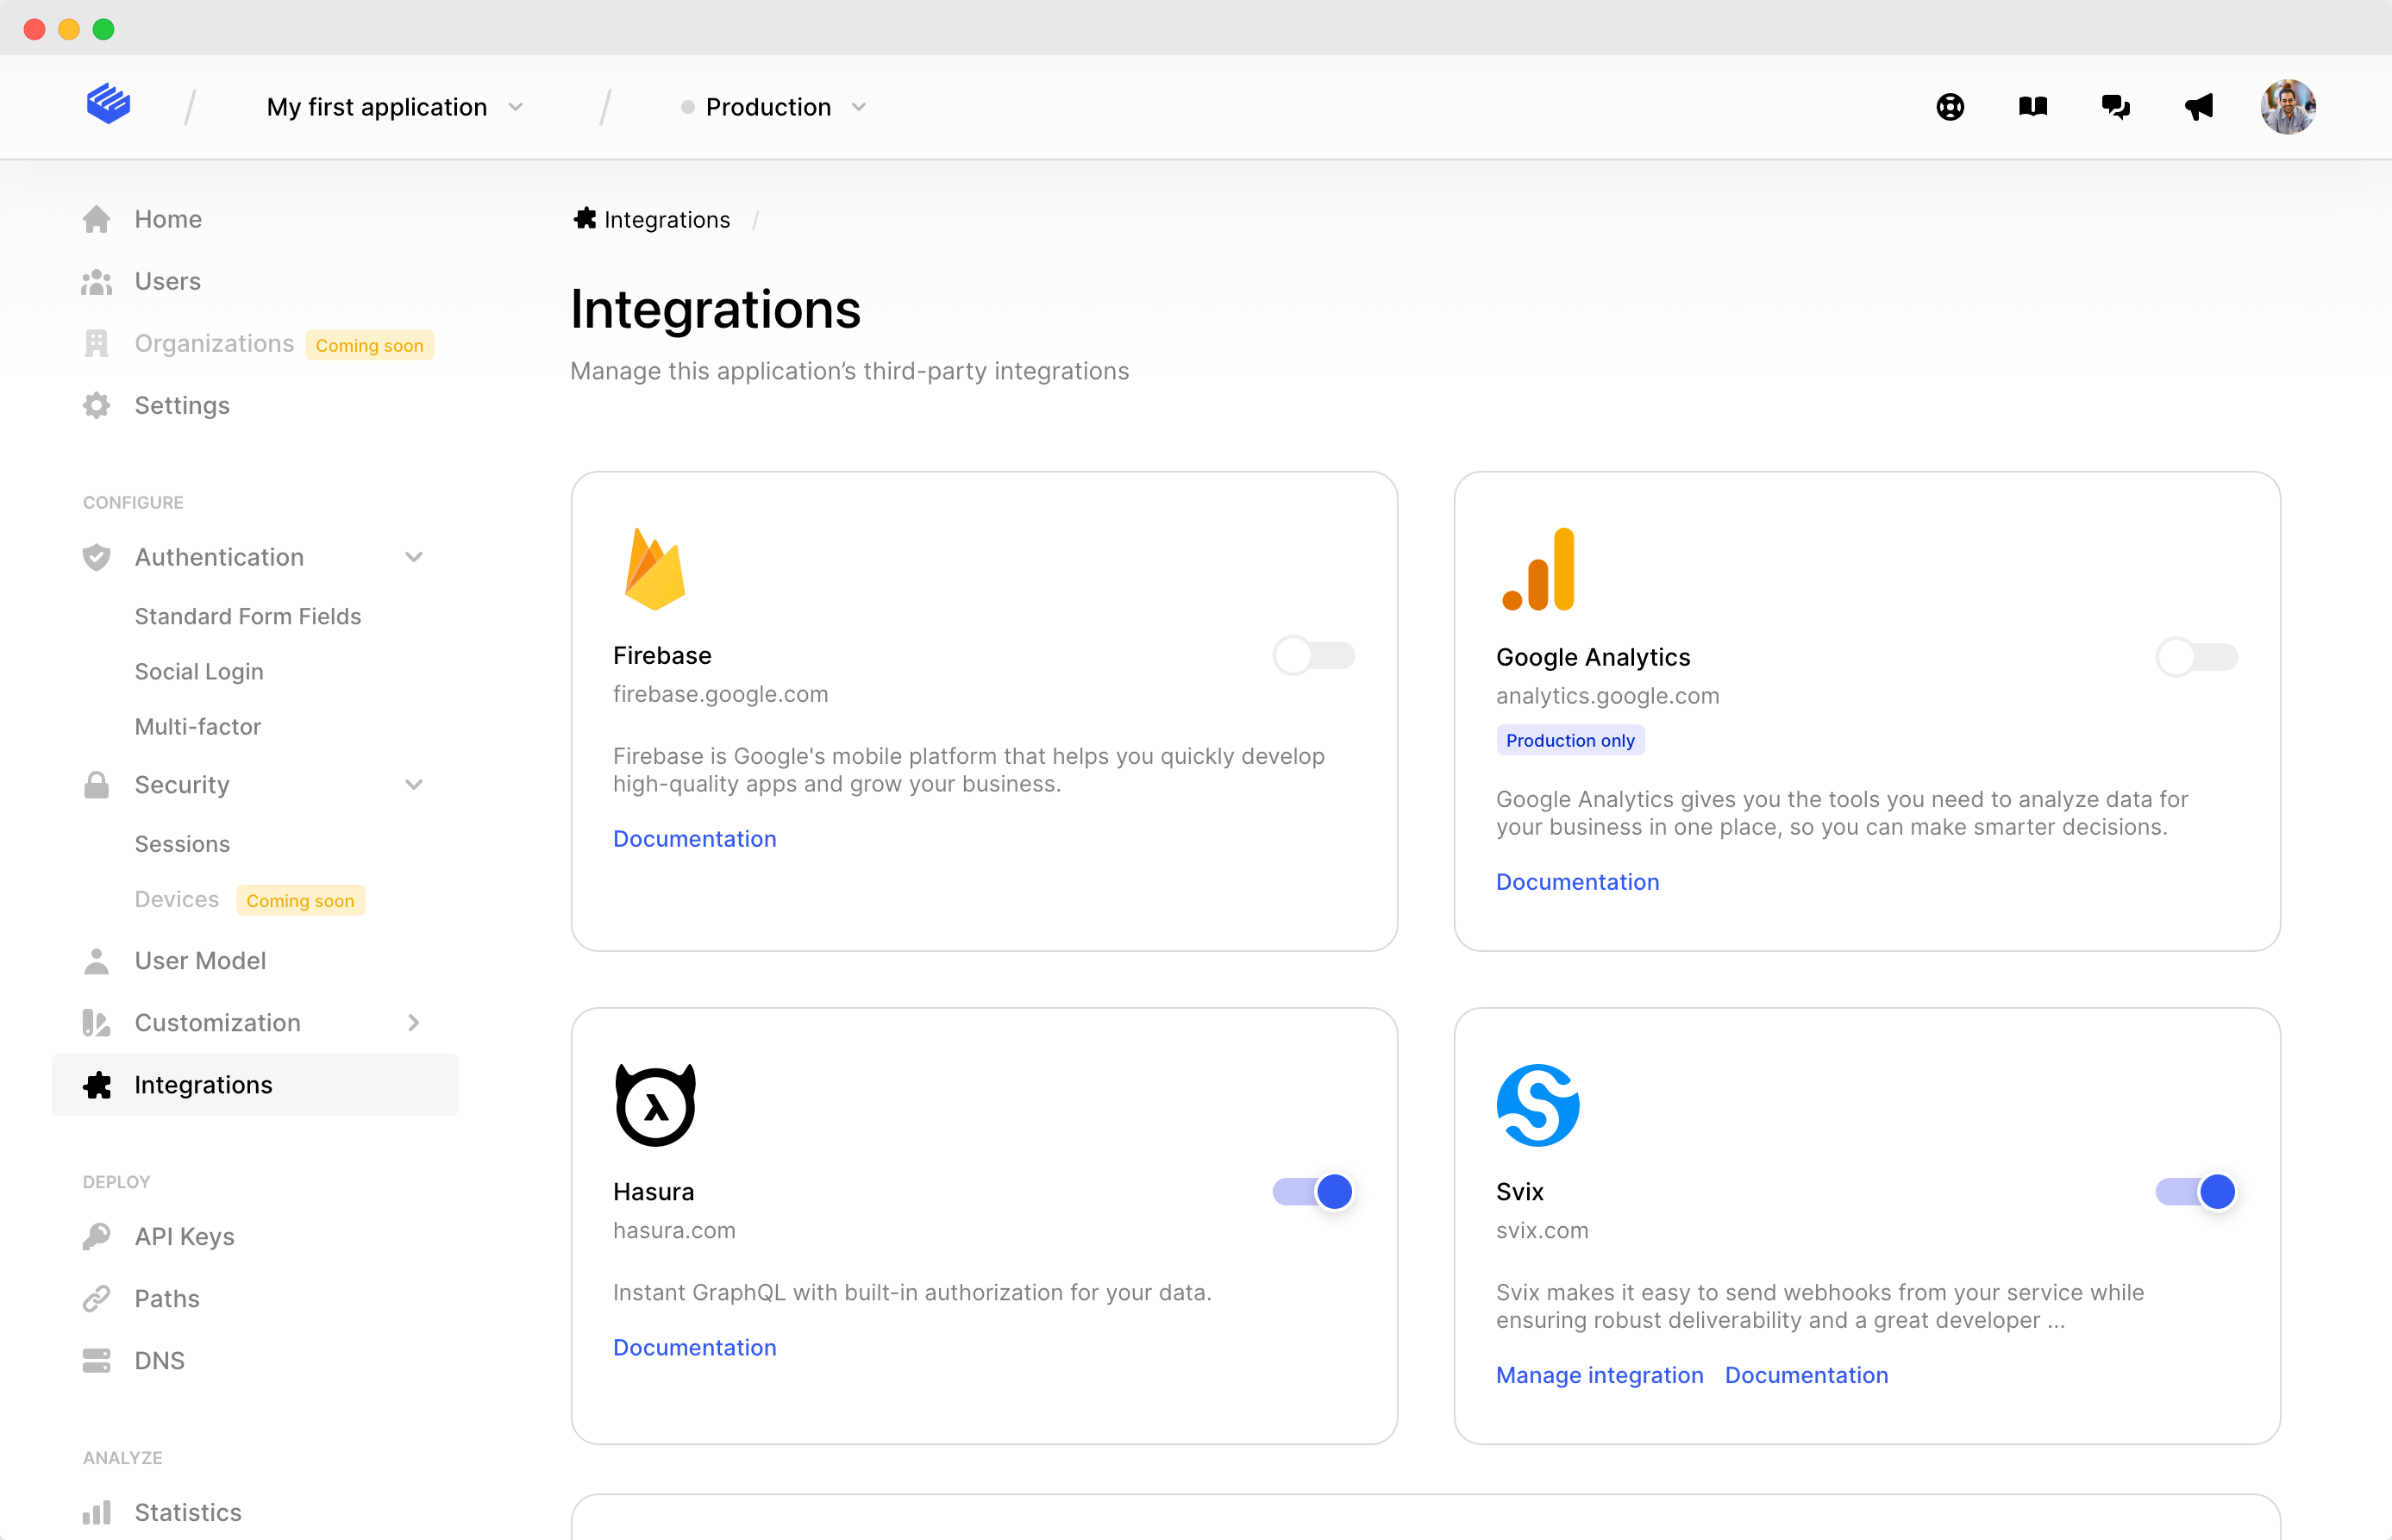 My first application
Production
Home
Users
Organizations Coming soon
Settings
CONFIGURE
Authentication
Standard Form Fields
Social Login
Multi-factor
Security
Sessions
Devices Coming soon
User Model
Customization
Integrations
DEPLOY
API Keys
Paths
DNS
ANALYZE
Statistics
Integrations /
Integrations
Manage this application’s third-party integrations
Firebase
firebase.google.com
Firebase is Google's mobile platform that helps you quickly develop
high-quality apps and grow your business.
Documentation
Google Analytics
analytics.google.com
Production only
Google Analytics gives you the tools you need to analyze data for
your business in one place, so you can make smarter decisions.
Documentation
Hasura
hasura.com
Instant GraphQL with built-in authorization for your data.
Documentation
Svix
svix.com
Svix makes it easy to send webhooks from your service while
ensuring robust deliverability and a great developer ...
Manage integration Documentation